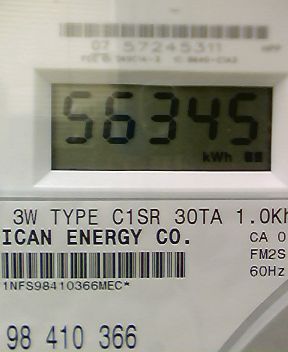 07 57245311
56345
kWh
3W TYPE C1SR 30TA 1.0Kh
ICAN ENERGY CO.
CA 0
FM2S
60Hz
1NFS98410366MEC*
98 410 366